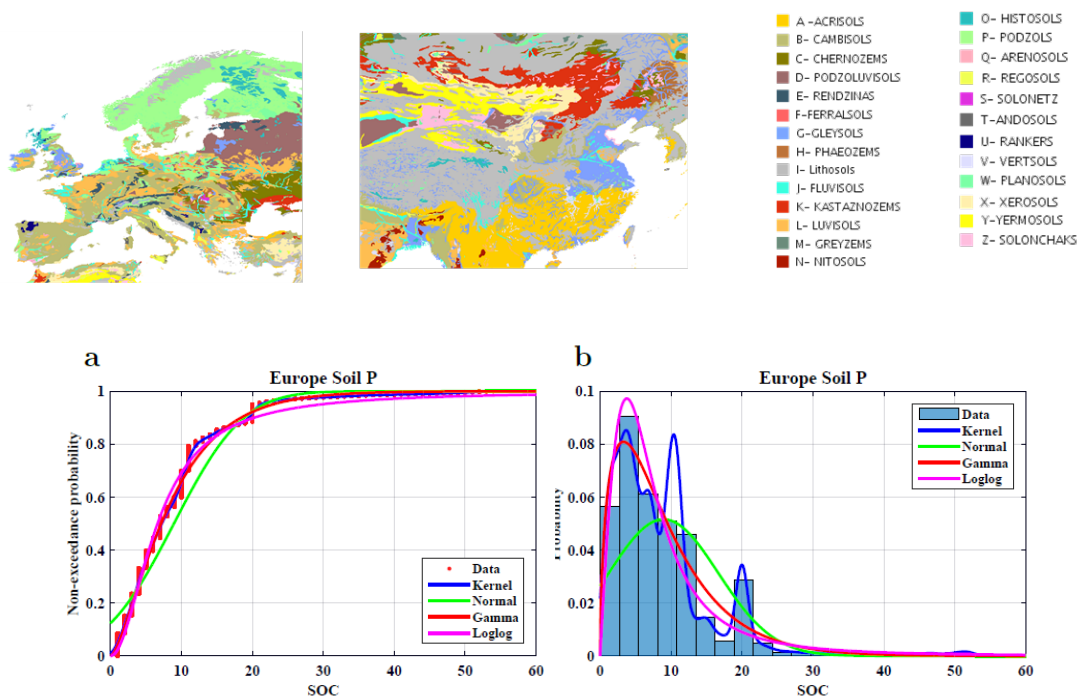 A -ACRISOLS
B- CAMBISOLS
C- CHERNOZEMS
D- PODZOLUVISOLS
E- RENDZINAS
F-FERRALSOLS
G-GLEYSOLS
H- PHAEOZEMS
I- Lithosols
J- FLUVISOLS
K- KASTAZNOZEMS
L- LUVISOLS
M- GREYZEMS
N- NITOSOLS
O- HISTOSOLS
P- PODZOLS
Q- ARENOSOLS
R- REGOSOLS
S- SOLONETZ
T-ANDOSOLS
U- RANKERS
V- VERTSOLS
W- PLANOSOLS
X- XEROSOLS
Y-YERMOSOLS
Z- SOLONCHAKS
a
Europe Soil P
Non-exceedance probability
1
0.8
0.6
0.4
0.2
0
0 10 20 30 40 50 60
SOC
Data
Kernel
Normal
Gamma
Loglog
b
Europe Soil P
Probability
0.1
0.08
0.06
0.04
0.02
0
0 10 20 30 40 50 60
SOC
Data
Kernel
Normal
Gamma
Loglog